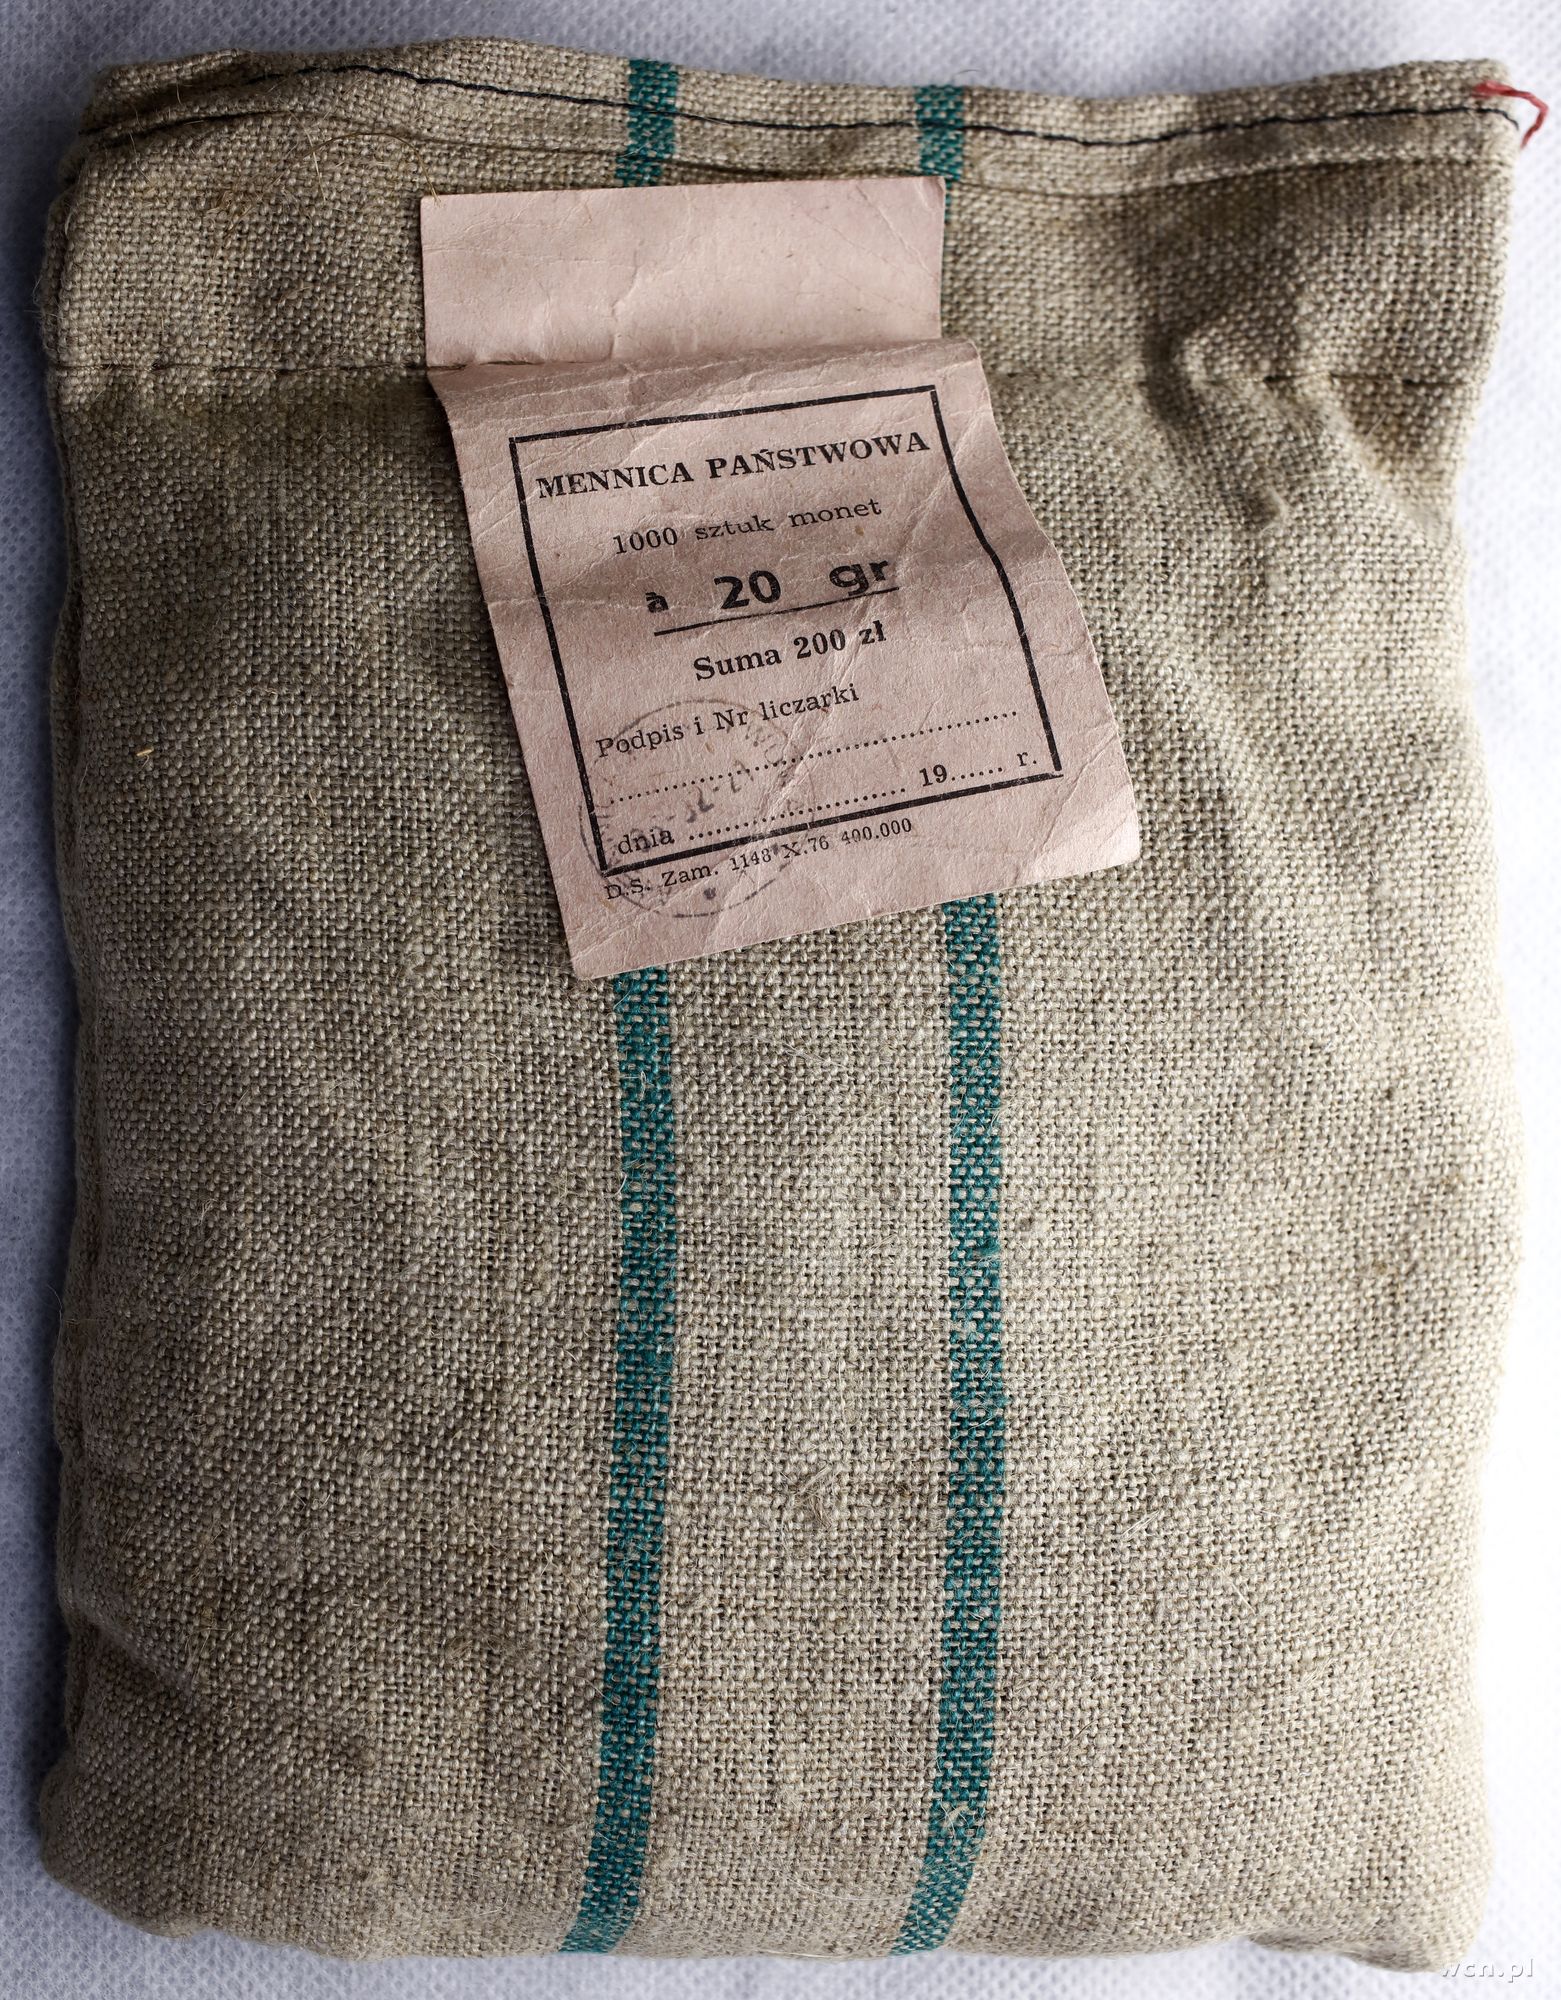 MENNICA PAŃSTWOWA
1000 sztuk monet
à 20 gr
Suma 200 zł
Podpis i Nr liczarki
dnia .................... 19...... r.
D.S. Zam. 1148 X.76 400.000
wcn.pl